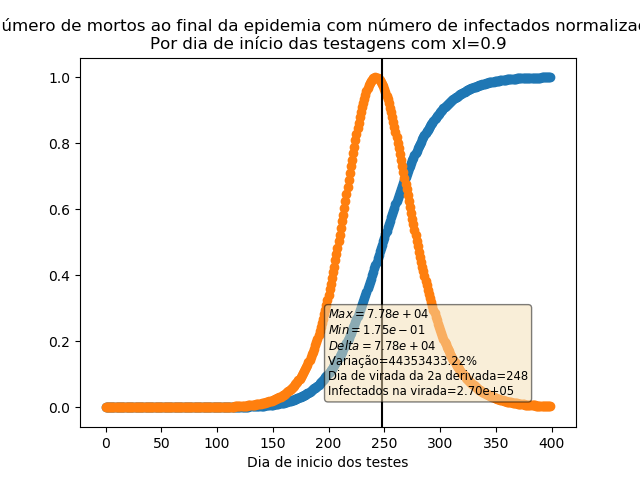 úmero de mortos ao final da epidemia com número de infectados normaliza
Por dia de início das testagens com xl=0.9
1.0
0.8
0.6
0.4
0.2
0.0
Max = 7.78e + 04
Min = 1.75e − 01
Delta = 7.78e + 04
Variação=44353433.22%
Dia de virada da 2a derivada=248
Infectados na virada=2.70e+05
0 50 100 150 200 250 300 350 400
Dia de inicio dos testes